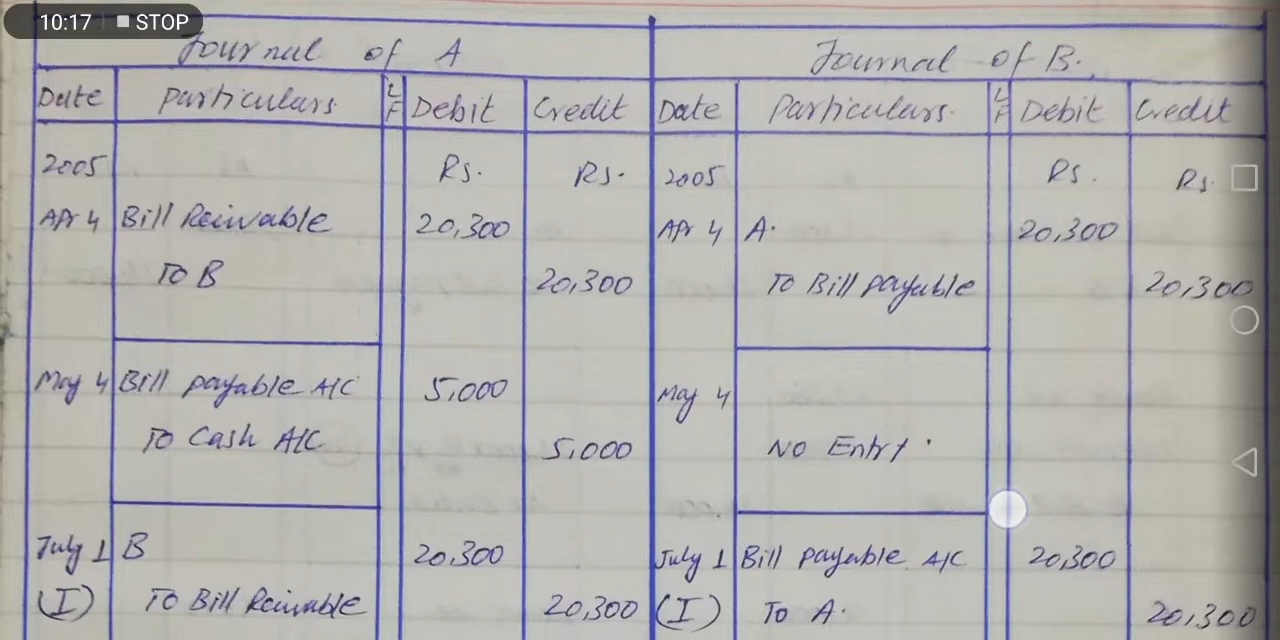 10:17 STOP
Journal of A Journal of B.
Date Particulars. L F Debit Credit Date Particulars. L F Debit Credit
2005 Rs. Rs. 2005 Rs. Rs.
Apr 4 Bill Reivable 20,300 Apr 4 A. 20,300
To B 20,300 To Bill payable 20,300
May 4 Bill payable A/C 5,000 May 4
To Cash A/C 5,000 No Entry.
July 1 B 20,300 July 1 Bill payable A/C 20,300
(I) To Bill Reivable 20,300 (I) To A. 20,300